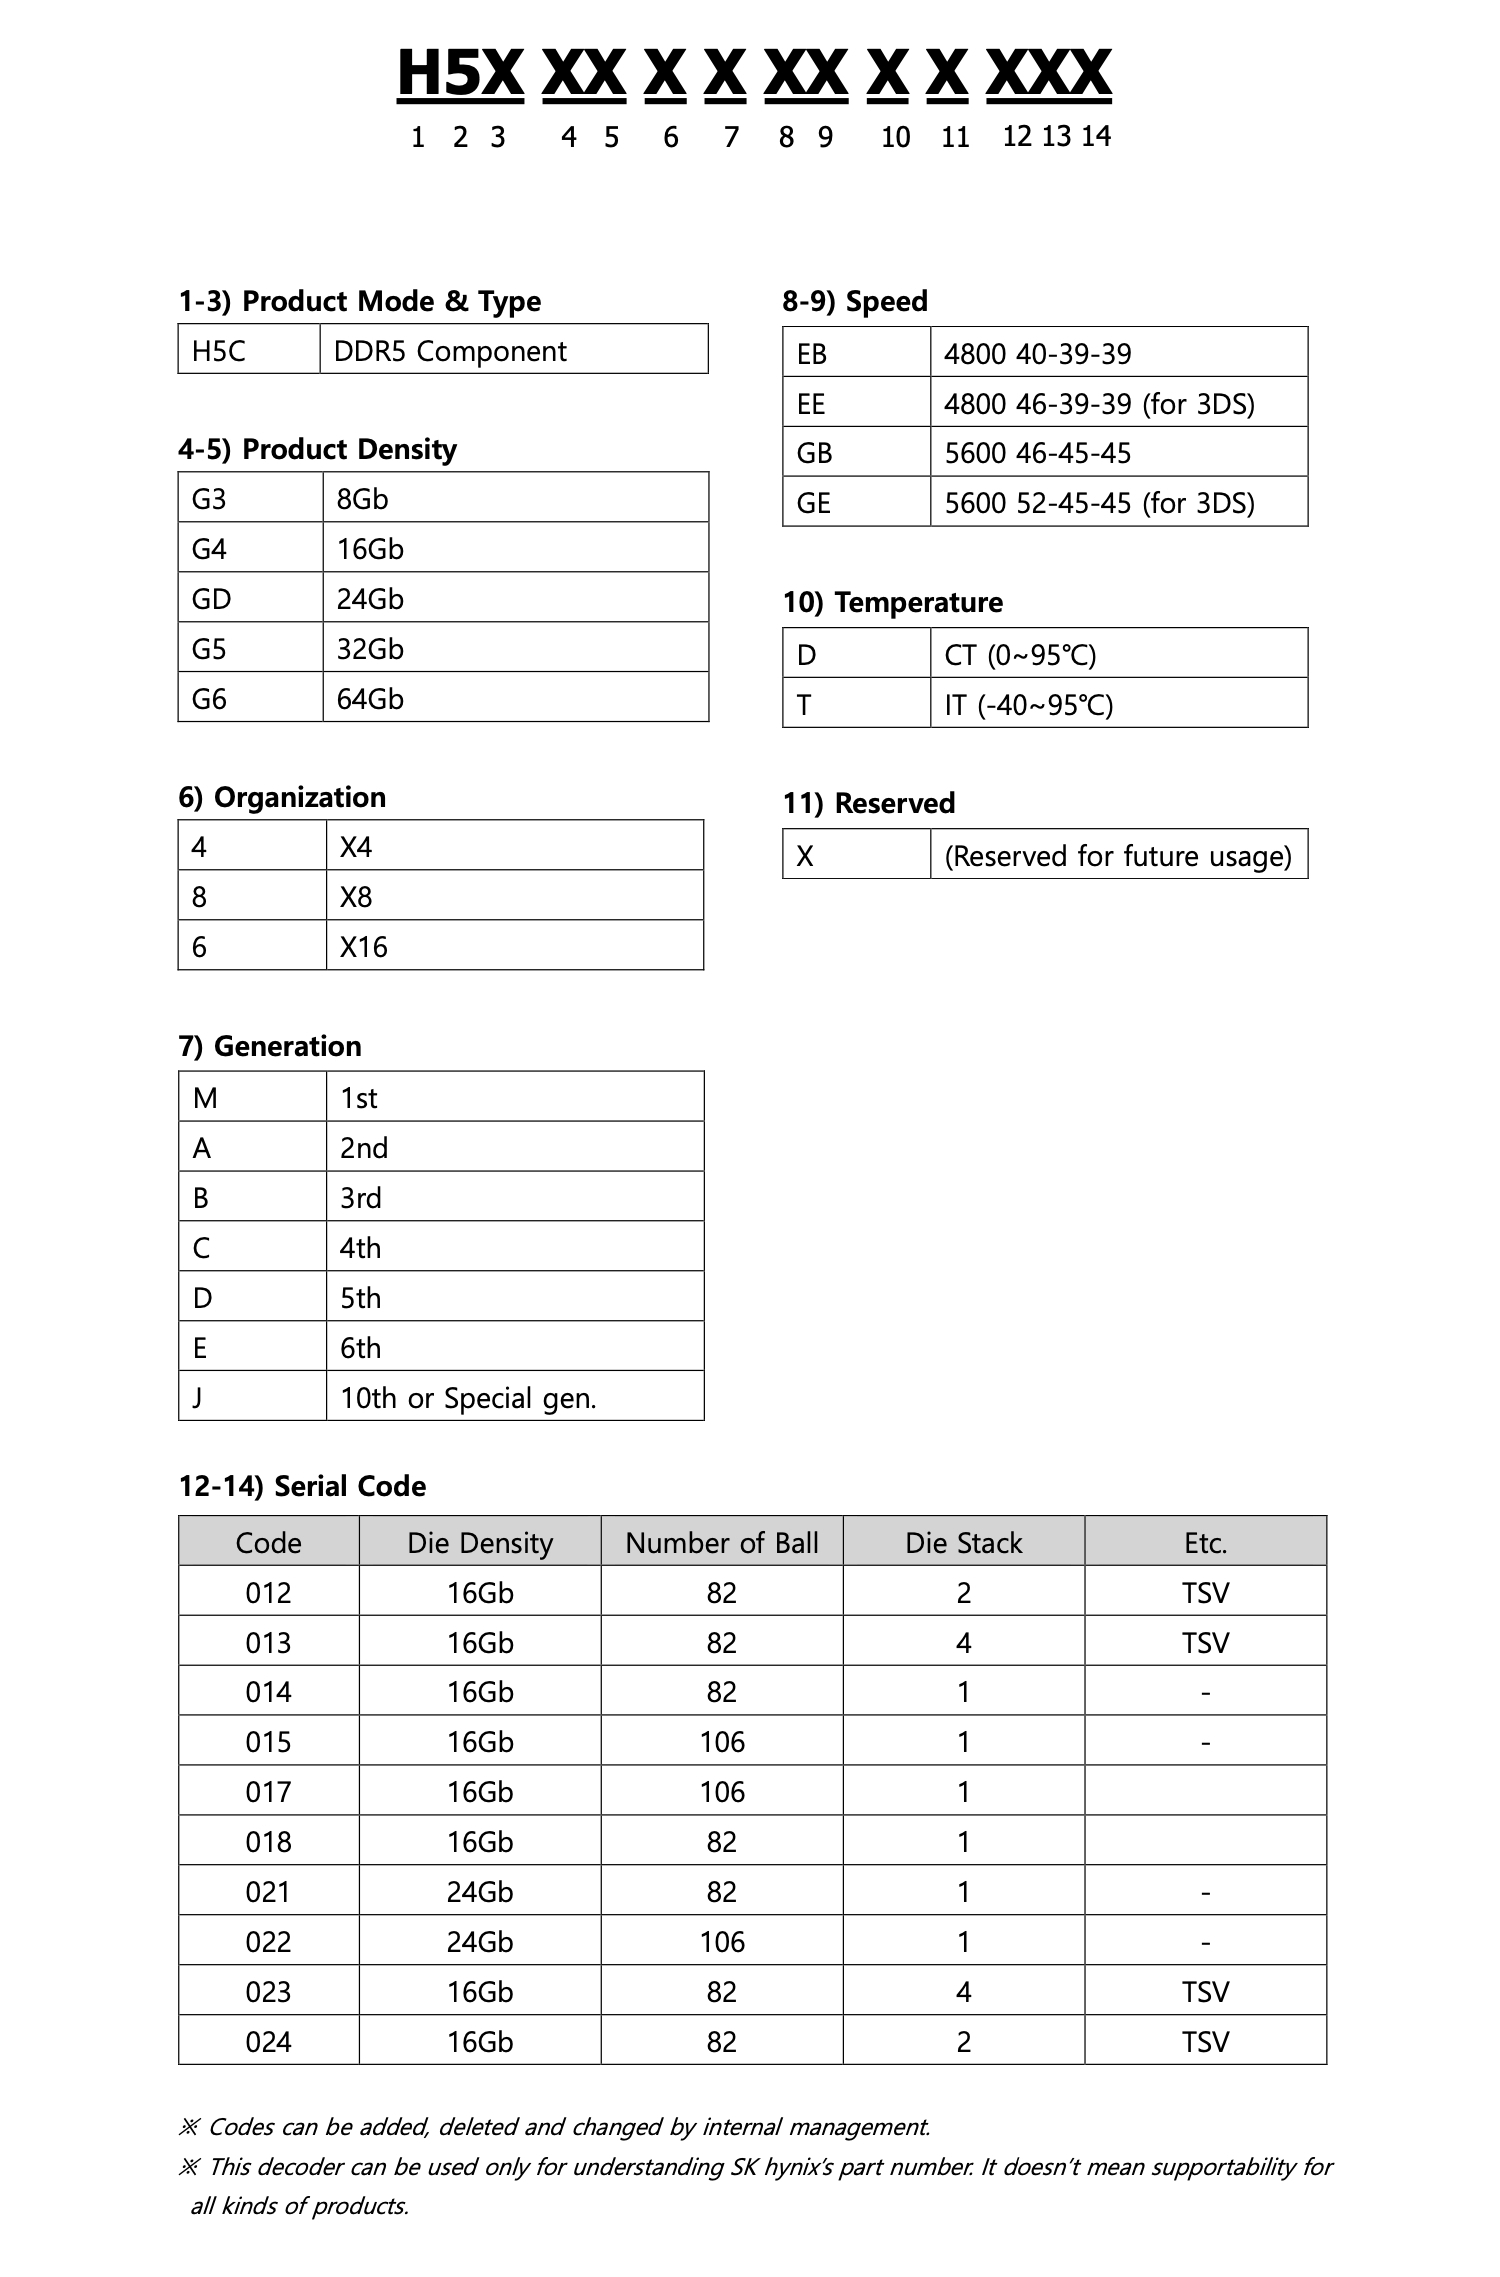 H5X XX X X XX X X XXX
1 2 3 4 5 6 7 8 9 10 11 12 13 14
1-3) Product Mode & Type
H5C DDR5 Component
4-5) Product Density
G3 8Gb
G4 16Gb
GD 24Gb
G5 32Gb
G6 64Gb
6) Organization
4 X4
8 X8
6 X16
7) Generation
M 1st
A 2nd
B 3rd
C 4th
D 5th
E 6th
J 10th or Special gen.
8-9) Speed
EB 4800 40-39-39
EE 4800 46-39-39 (for 3DS)
GB 5600 46-45-45
GE 5600 52-45-45 (for 3DS)
10) Temperature
D CT (0~95℃)
T IT (-40~95℃)
11) Reserved
X (Reserved for future usage)
12-14) Serial Code
Code Die Density Number of Ball Die Stack Etc.
012 16Gb 82 2 TSV
013 16Gb 82 4 TSV
014 16Gb 82 1 -
015 16Gb 106 1 -
017 16Gb 106 1
018 16Gb 82 1
021 24Gb 82 1 -
022 24Gb 106 1 -
023 16Gb 82 4 TSV
024 16Gb 82 2 TSV
※ Codes can be added, deleted and changed by internal management.
※ This decoder can be used only for understanding SK hynix’s part number. It doesn’t mean supportability for
all kinds of products.